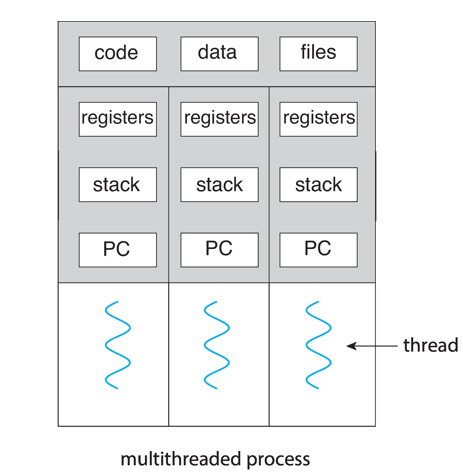 code data files
registers registers registers
stack stack stack
PC PC PC
thread
multithreaded process